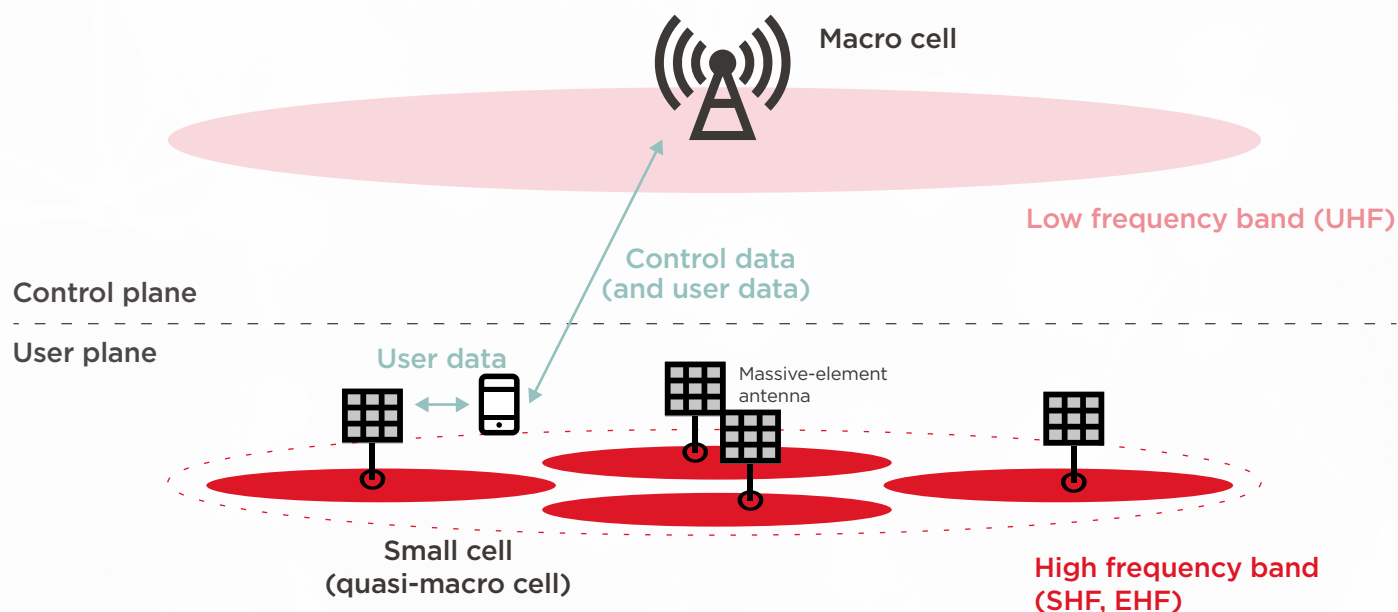 Macro cell
Low frequency band (UHF)
Control data
(and user data)
Control plane
User plane
User data
Massive-element
antenna
Small cell
(quasi-macro cell)
High frequency band
(SHF, EHF)